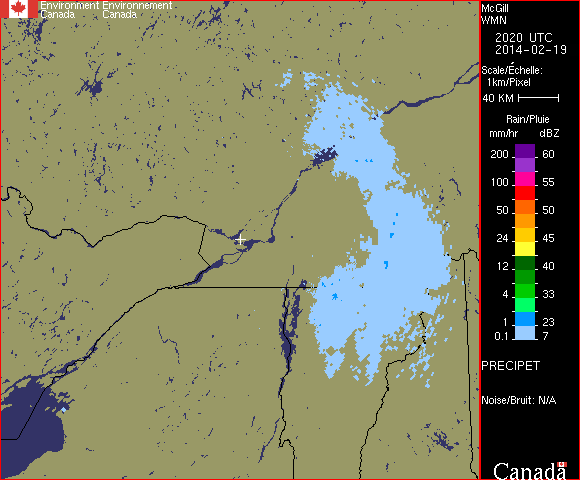 Environment Environnement
Canada Canada
McGill
WMN
2020 UTC
2014-02-19
Scale/Échelle:
1km/Pixel
40 KM
Rain/Pluie
mm/hr dBZ
200 60
100 55
50 50
24 45
12 40
4 33
1 23
0.1 7
PRECIPET
Noise/Bruit: N/A
Canada